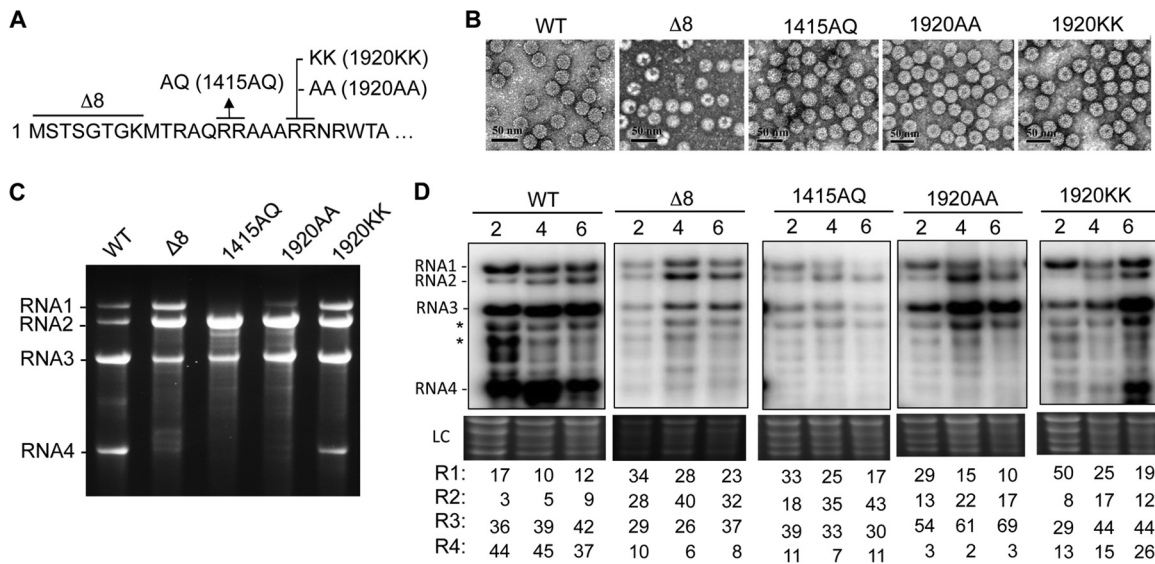 A
KK (1920KK)
AQ (1415AQ)
AA (1920AA)
Δ8
1 MSTSGTGKMTRAQRRAAARRNRWTA ...
B
WT Δ8 1415AQ 1920AA 1920KK
50 nm 50 nm 50 nm 50 nm 50 nm
C
WT Δ8 1415AQ 1920AA 1920KK
RNA1
RNA2
RNA3
RNA4
D
WT Δ8 1415AQ 1920AA 1920KK
2 4 6 2 4 6 2 4 6 2 4 6 2 4 6
RNA1
RNA2
RNA3
*
*
RNA4
LC
R1: 17 10 12 34 28 23 33 25 17 29 15 10 50 25 19
R2: 3 5 9 28 40 32 18 35 43 13 22 17 8 17 12
R3: 36 39 42 29 26 37 39 33 30 54 61 69 29 44 44
R4: 44 45 37 10 6 8 11 7 11 3 2 3 13 15 26